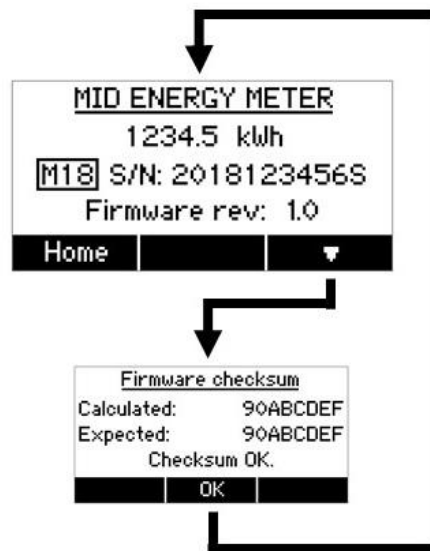 MID ENERGY METER
1234.5 kWh
M18 S/N: 2018123456S
Firmware rev: 1.0
Home ▼
Firmware checksum
Calculated: 90ABCDEF
Expected: 90ABCDEF
Checksum OK.
OK